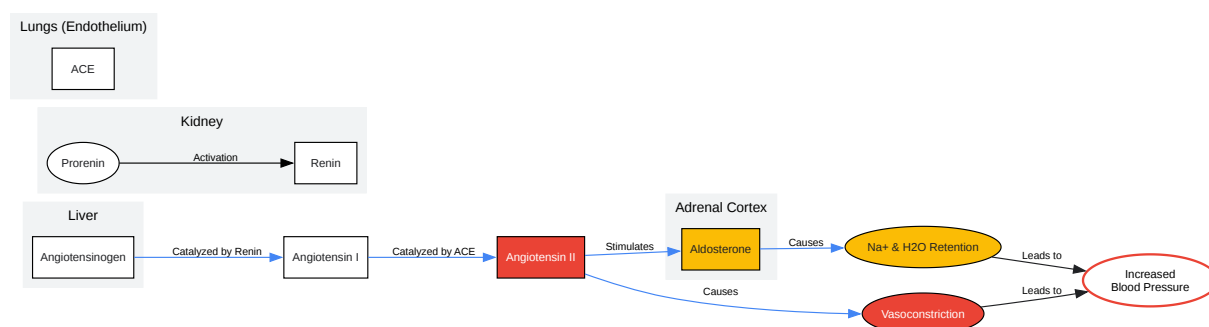 Lungs (Endothelium)
ACE
Kidney
Prorenin
Activation
Renin
Liver
Angiotensinogen
Catalyzed by Renin
Angiotensin I
Catalyzed by ACE
Angiotensin II
Stimulates
Adrenal Cortex
Aldosterone
Causes
Na+ & H2O Retention
Leads to
Causes
Vasoconstriction
Leads to
Increased
Blood Pressure